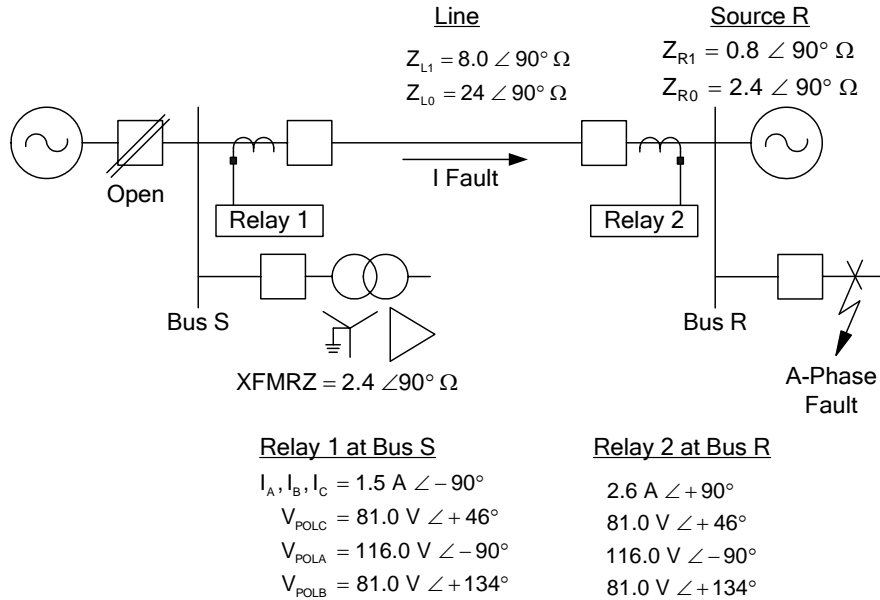 Line
Z_L1 = 8.0 ∠ 90° Ω
Z_L0 = 24 ∠ 90° Ω
Source R
Z_R1 = 0.8 ∠ 90° Ω
Z_R0 = 2.4 ∠ 90° Ω
Open
I Fault
Relay 1
Relay 2
Bus S
Bus R
XFMRZ = 2.4 ∠90° Ω
A-Phase
Fault
Relay 1 at Bus S
I_A, I_B, I_C = 1.5 A ∠ − 90°
V_POLC = 81.0 V ∠ + 46°
V_POLA = 116.0 V ∠ − 90°
V_POLB = 81.0 V ∠ + 134°
Relay 2 at Bus R
2.6 A ∠ + 90°
81.0 V ∠ + 46°
116.0 V ∠ − 90°
81.0 V ∠ + 134°